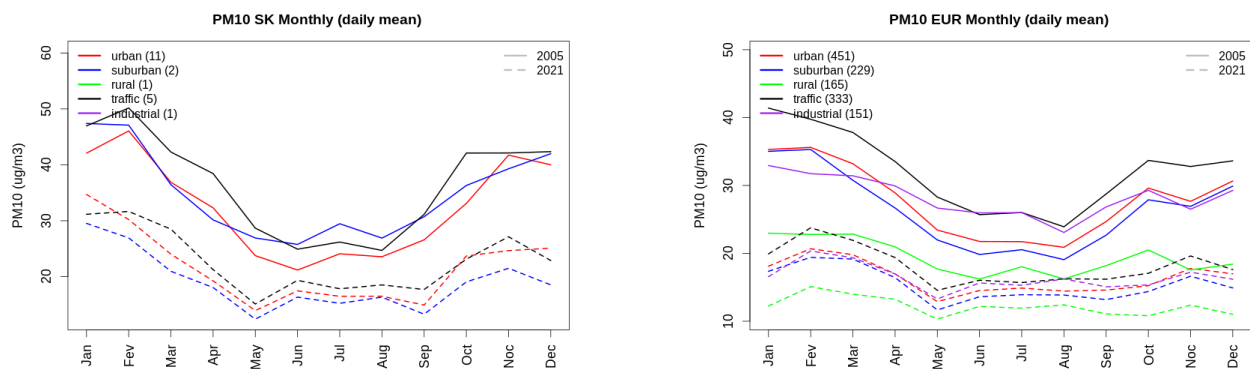 PM10 SK Monthly (daily mean)
PM10 (ug/m3)
60
50
40
30
20
urban (11)
suburban (2)
rural (1)
traffic (5)
industrial (1)
2005
2021
Jan
Fev
Mar
Apr
May
Jun
Jul
Aug
Sep
Oct
Noc
Dec
PM10 EUR Monthly (daily mean)
PM10 (ug/m3)
50
40
30
20
10
urban (451)
suburban (229)
rural (165)
traffic (333)
industrial (151)
2005
2021
Jan
Fev
Mar
Apr
May
Jun
Jul
Aug
Sep
Oct
Noc
Dec